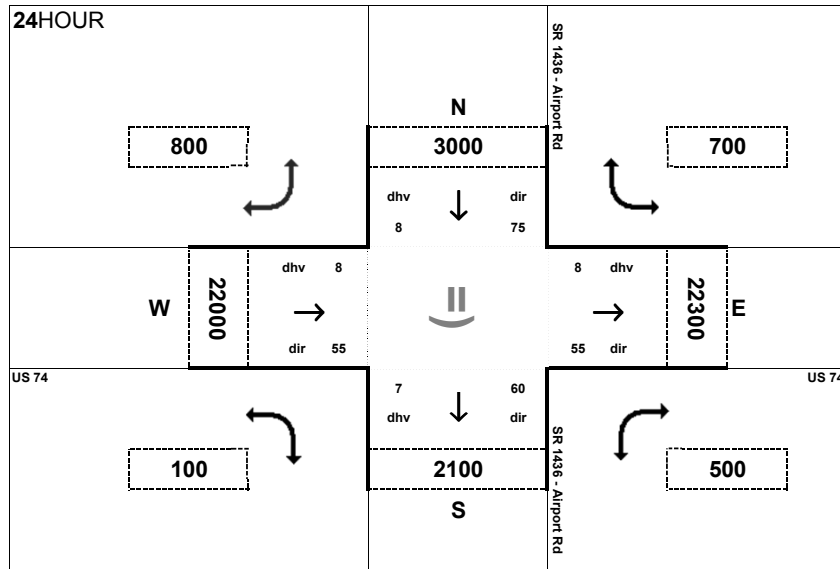 24HOUR
SR 1436 - Airport Rd
N
800
3000
700
dhv
dir
8
75
dhv 8
8 dhv
W
22000
22300
E
dir 55
55 dir
US 74
US 74
7
60
dhv
dir
SR 1436 - Airport Rd
100
2100
500
S